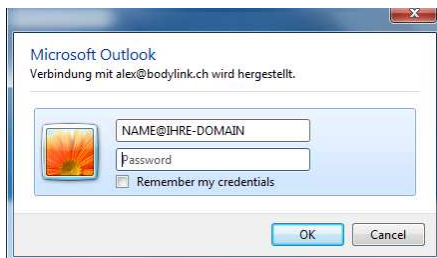 Microsoft Outlook
Verbindung mit alex@bodylink.ch wird hergestellt.
NAME@IHRE-DOMAIN
Password
Remember my credentials
OK Cancel